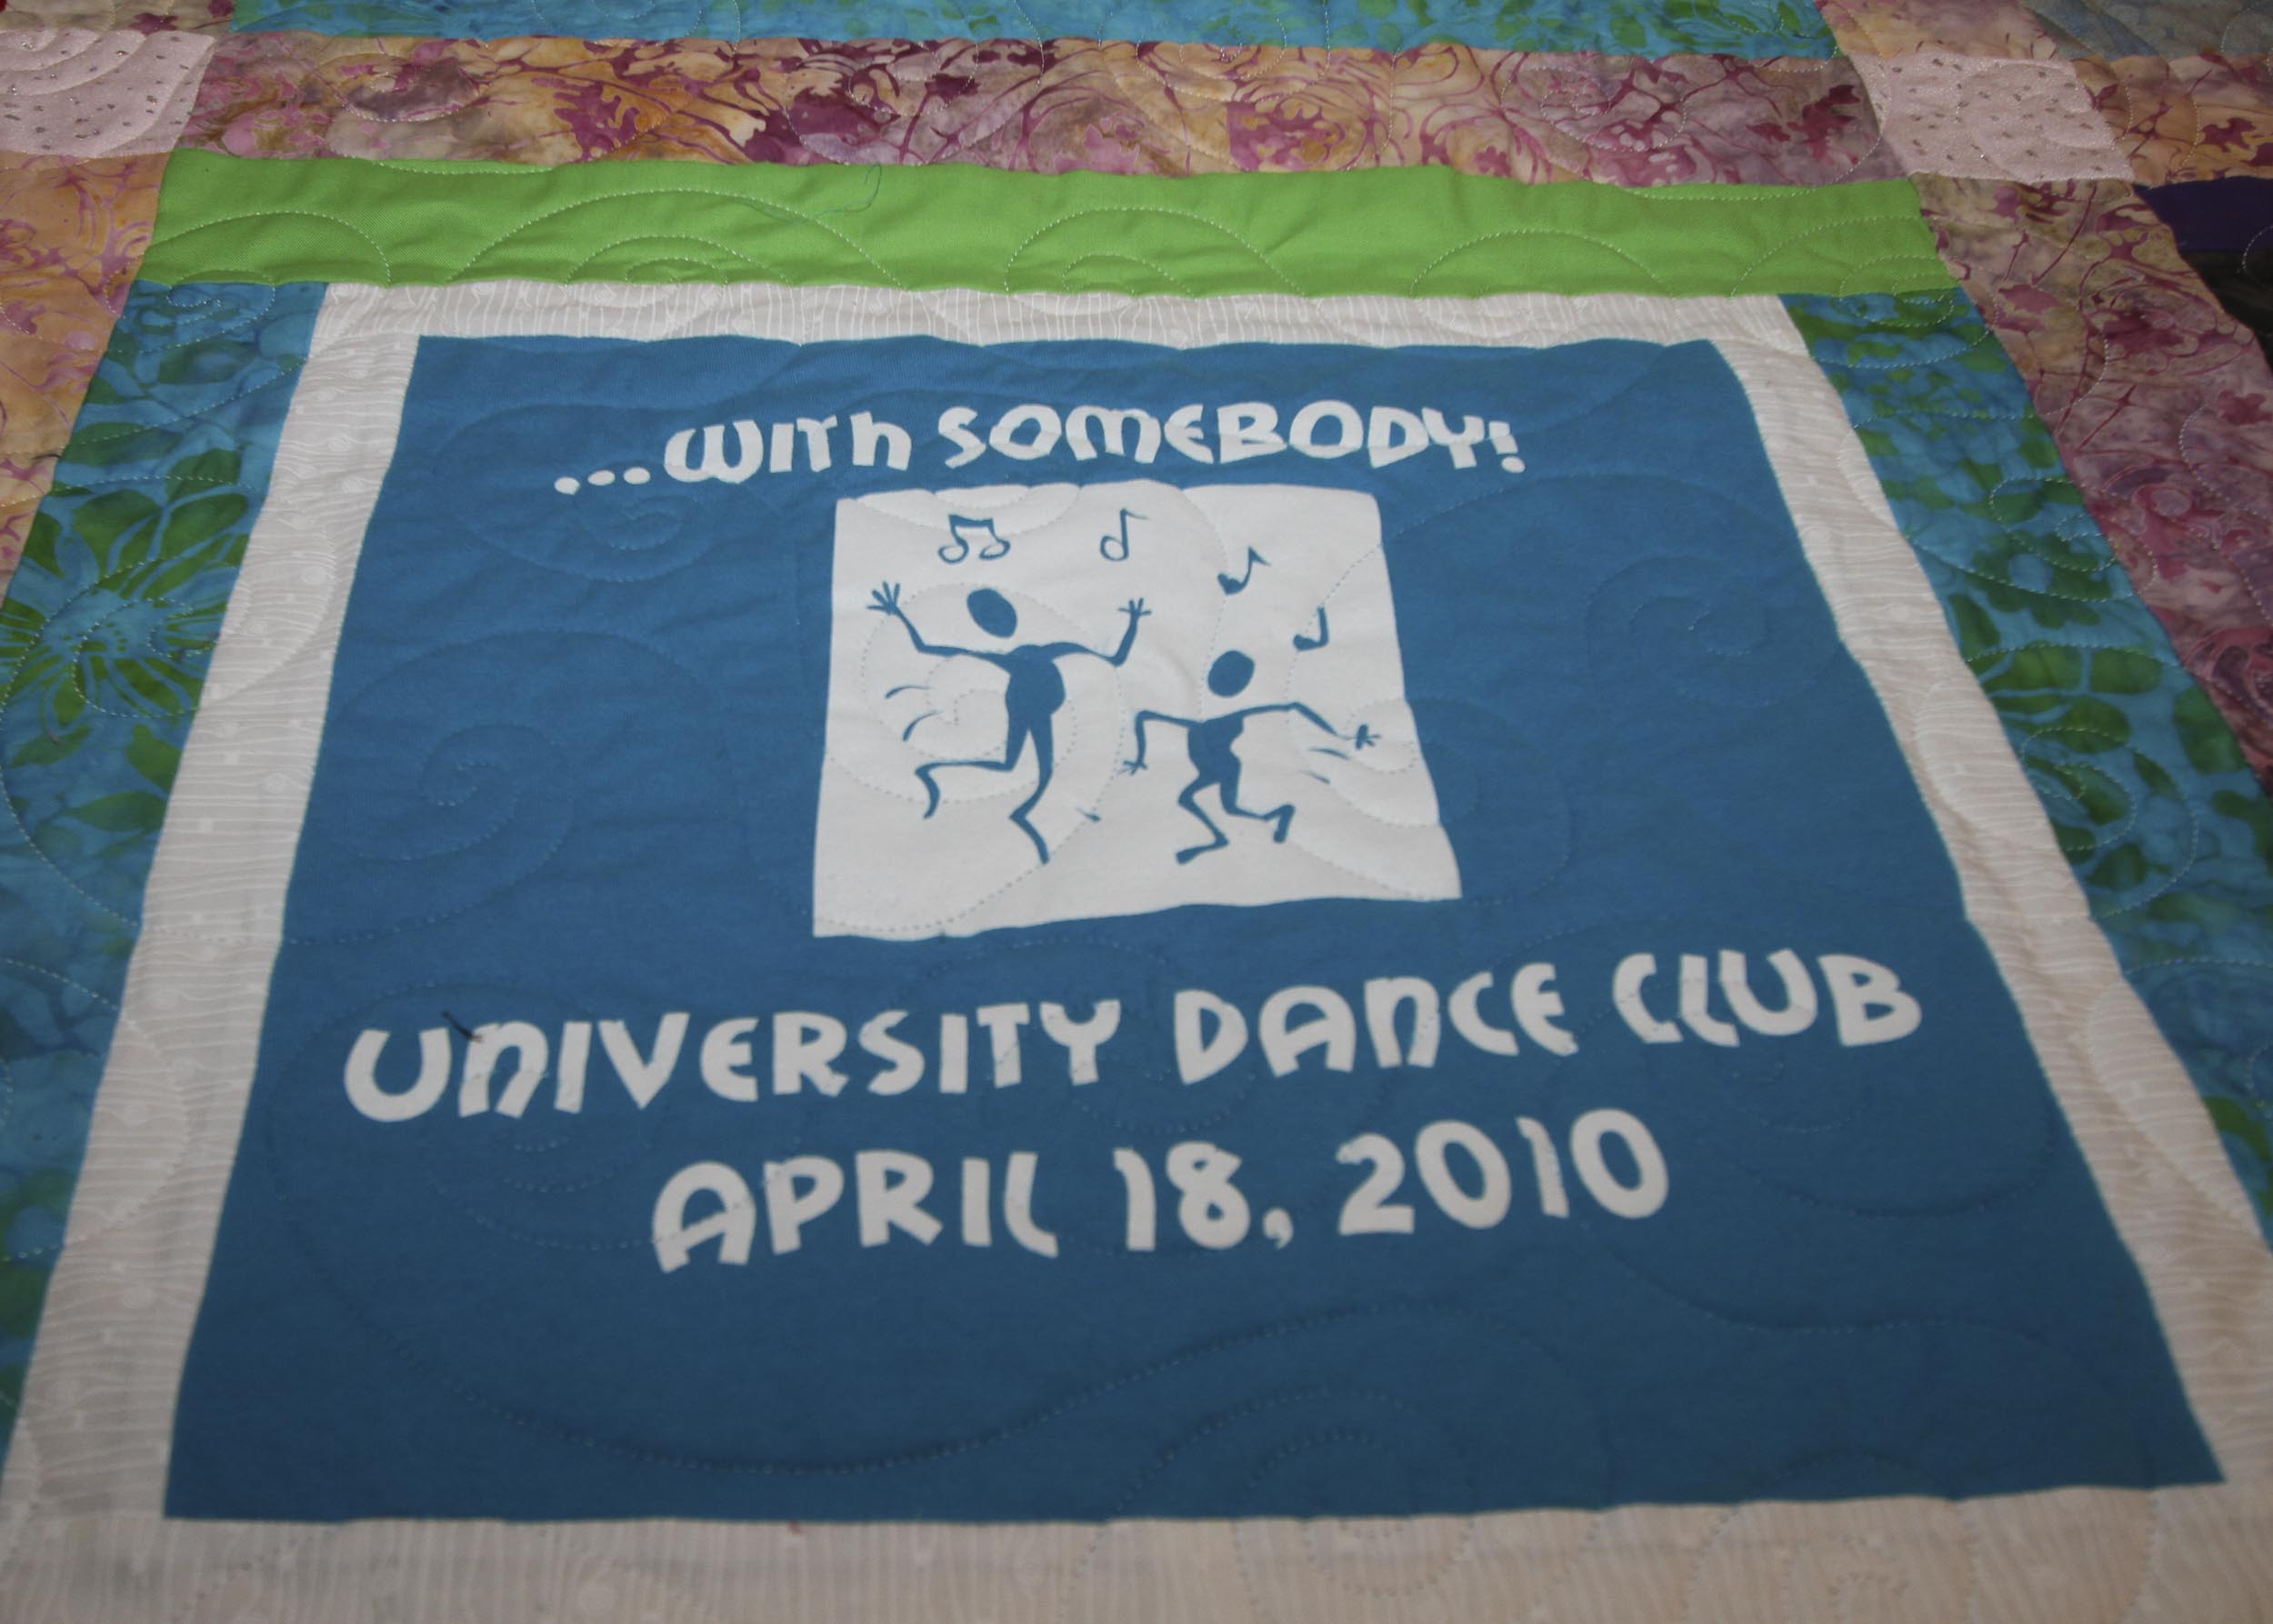 ...with SOMEBODY!
UNIVERSITY DANCE CLUB
APRIL 18, 2010